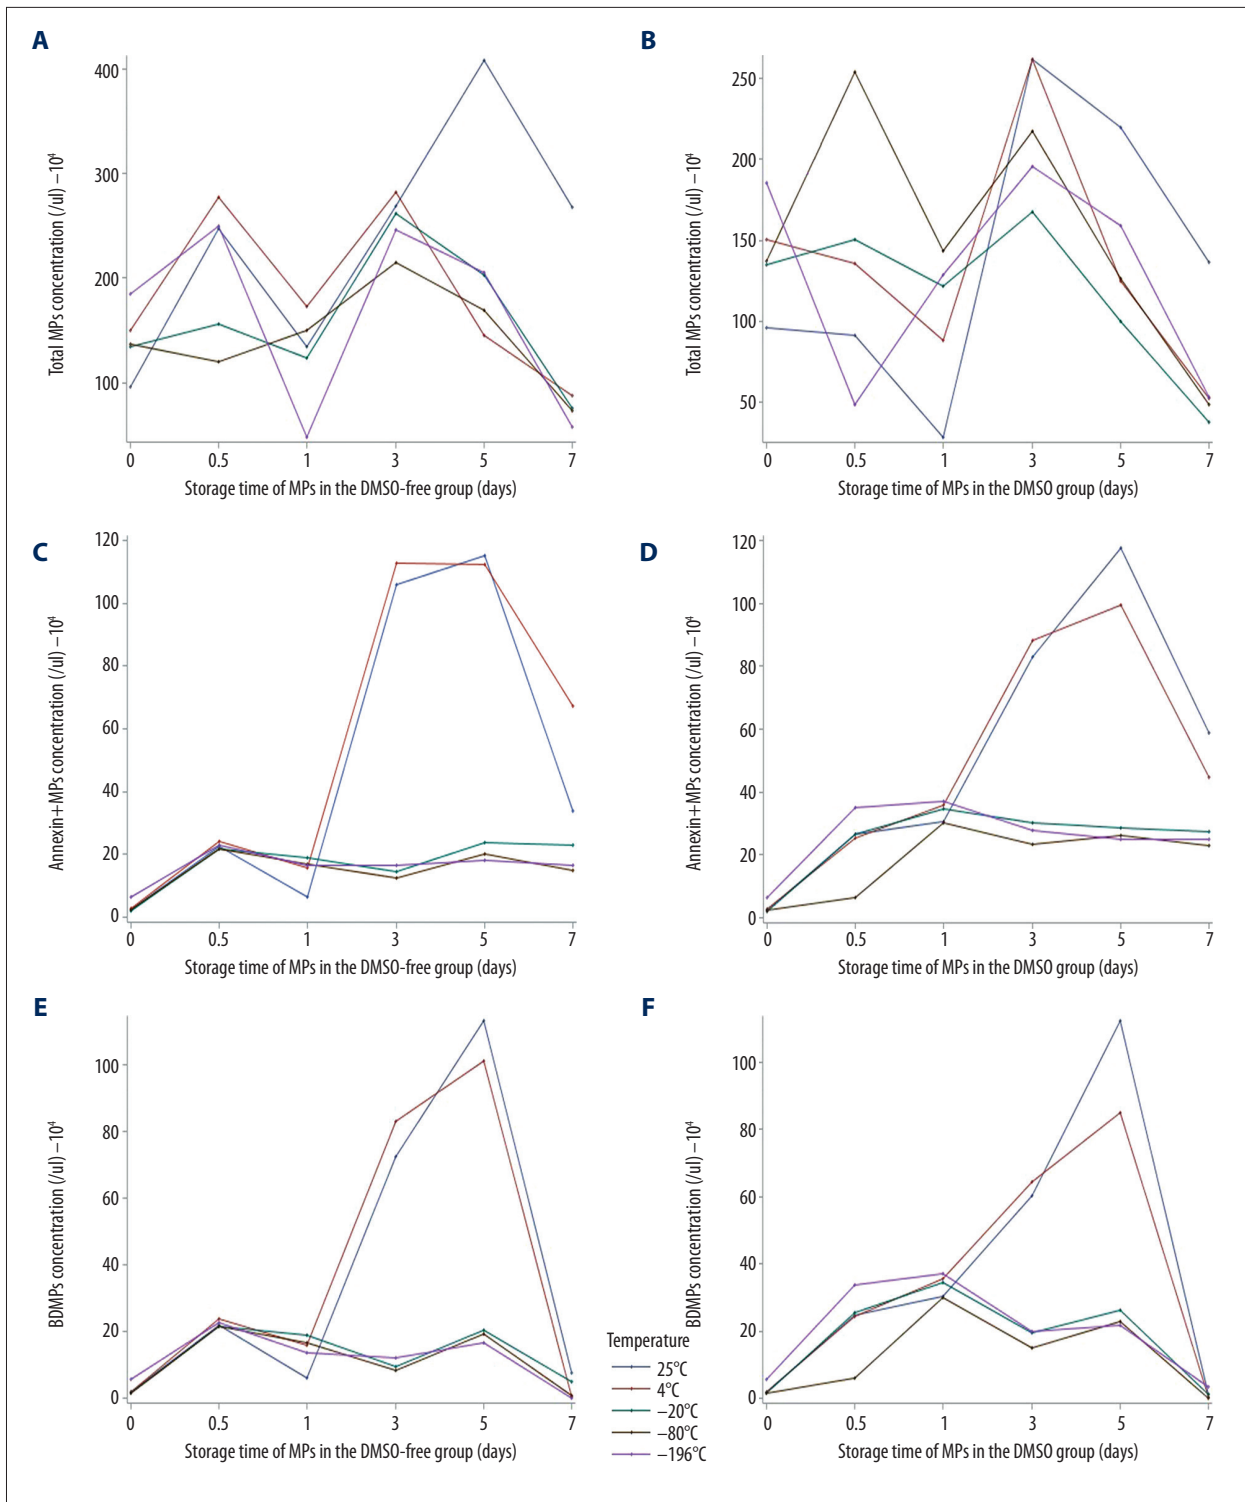 A
B
Total MPs concentration (/ul) –10⁴
400
300
200
100
0 0.5 1 3 5 7
Storage time of MPs in the DMSO-free group (days)
Total MPs concentration (/ul) –10⁴
250
200
150
100
50
0 0.5 1 3 5 7
Storage time of MPs in the DMSO group (days)
C
D
Annexin+MPs concentration (/ul) –10⁴
120
100
80
60
40
20
0
0 0.5 1 3 5 7
Storage time of MPs in the DMSO-free group (days)
Annexin+MPs concentration (/ul) –10⁴
120
100
80
60
40
20
0
0 0.5 1 3 5 7
Storage time of MPs in the DMSO group (days)
E
F
BDMPs concentration (/ul) –10⁴
100
80
60
40
20
0
0 0.5 1 3 5 7
Storage time of MPs in the DMSO-free group (days)
Temperature
25°C
4°C
–20°C
–80°C
–196°C
BDMPs concentration (/ul) –10⁴
100
80
60
40
20
0
0 0.5 1 3 5 7
Storage time of MPs in the DMSO group (days)